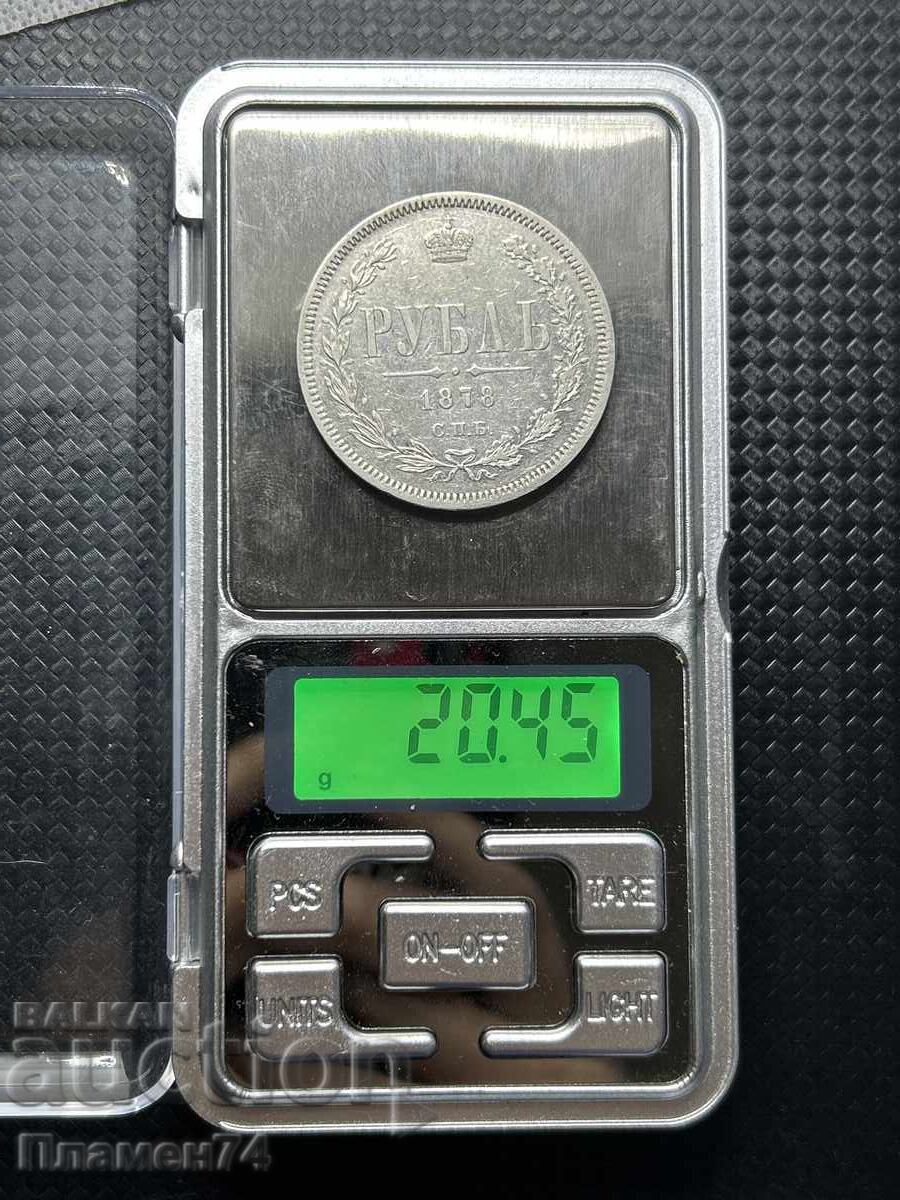 РУБЛЬ
1878
С.П.Б.
20.45
g
PCS
TARE
ON-OFF
UNITS
LIGHT
BALKAN
auction
Пламен74